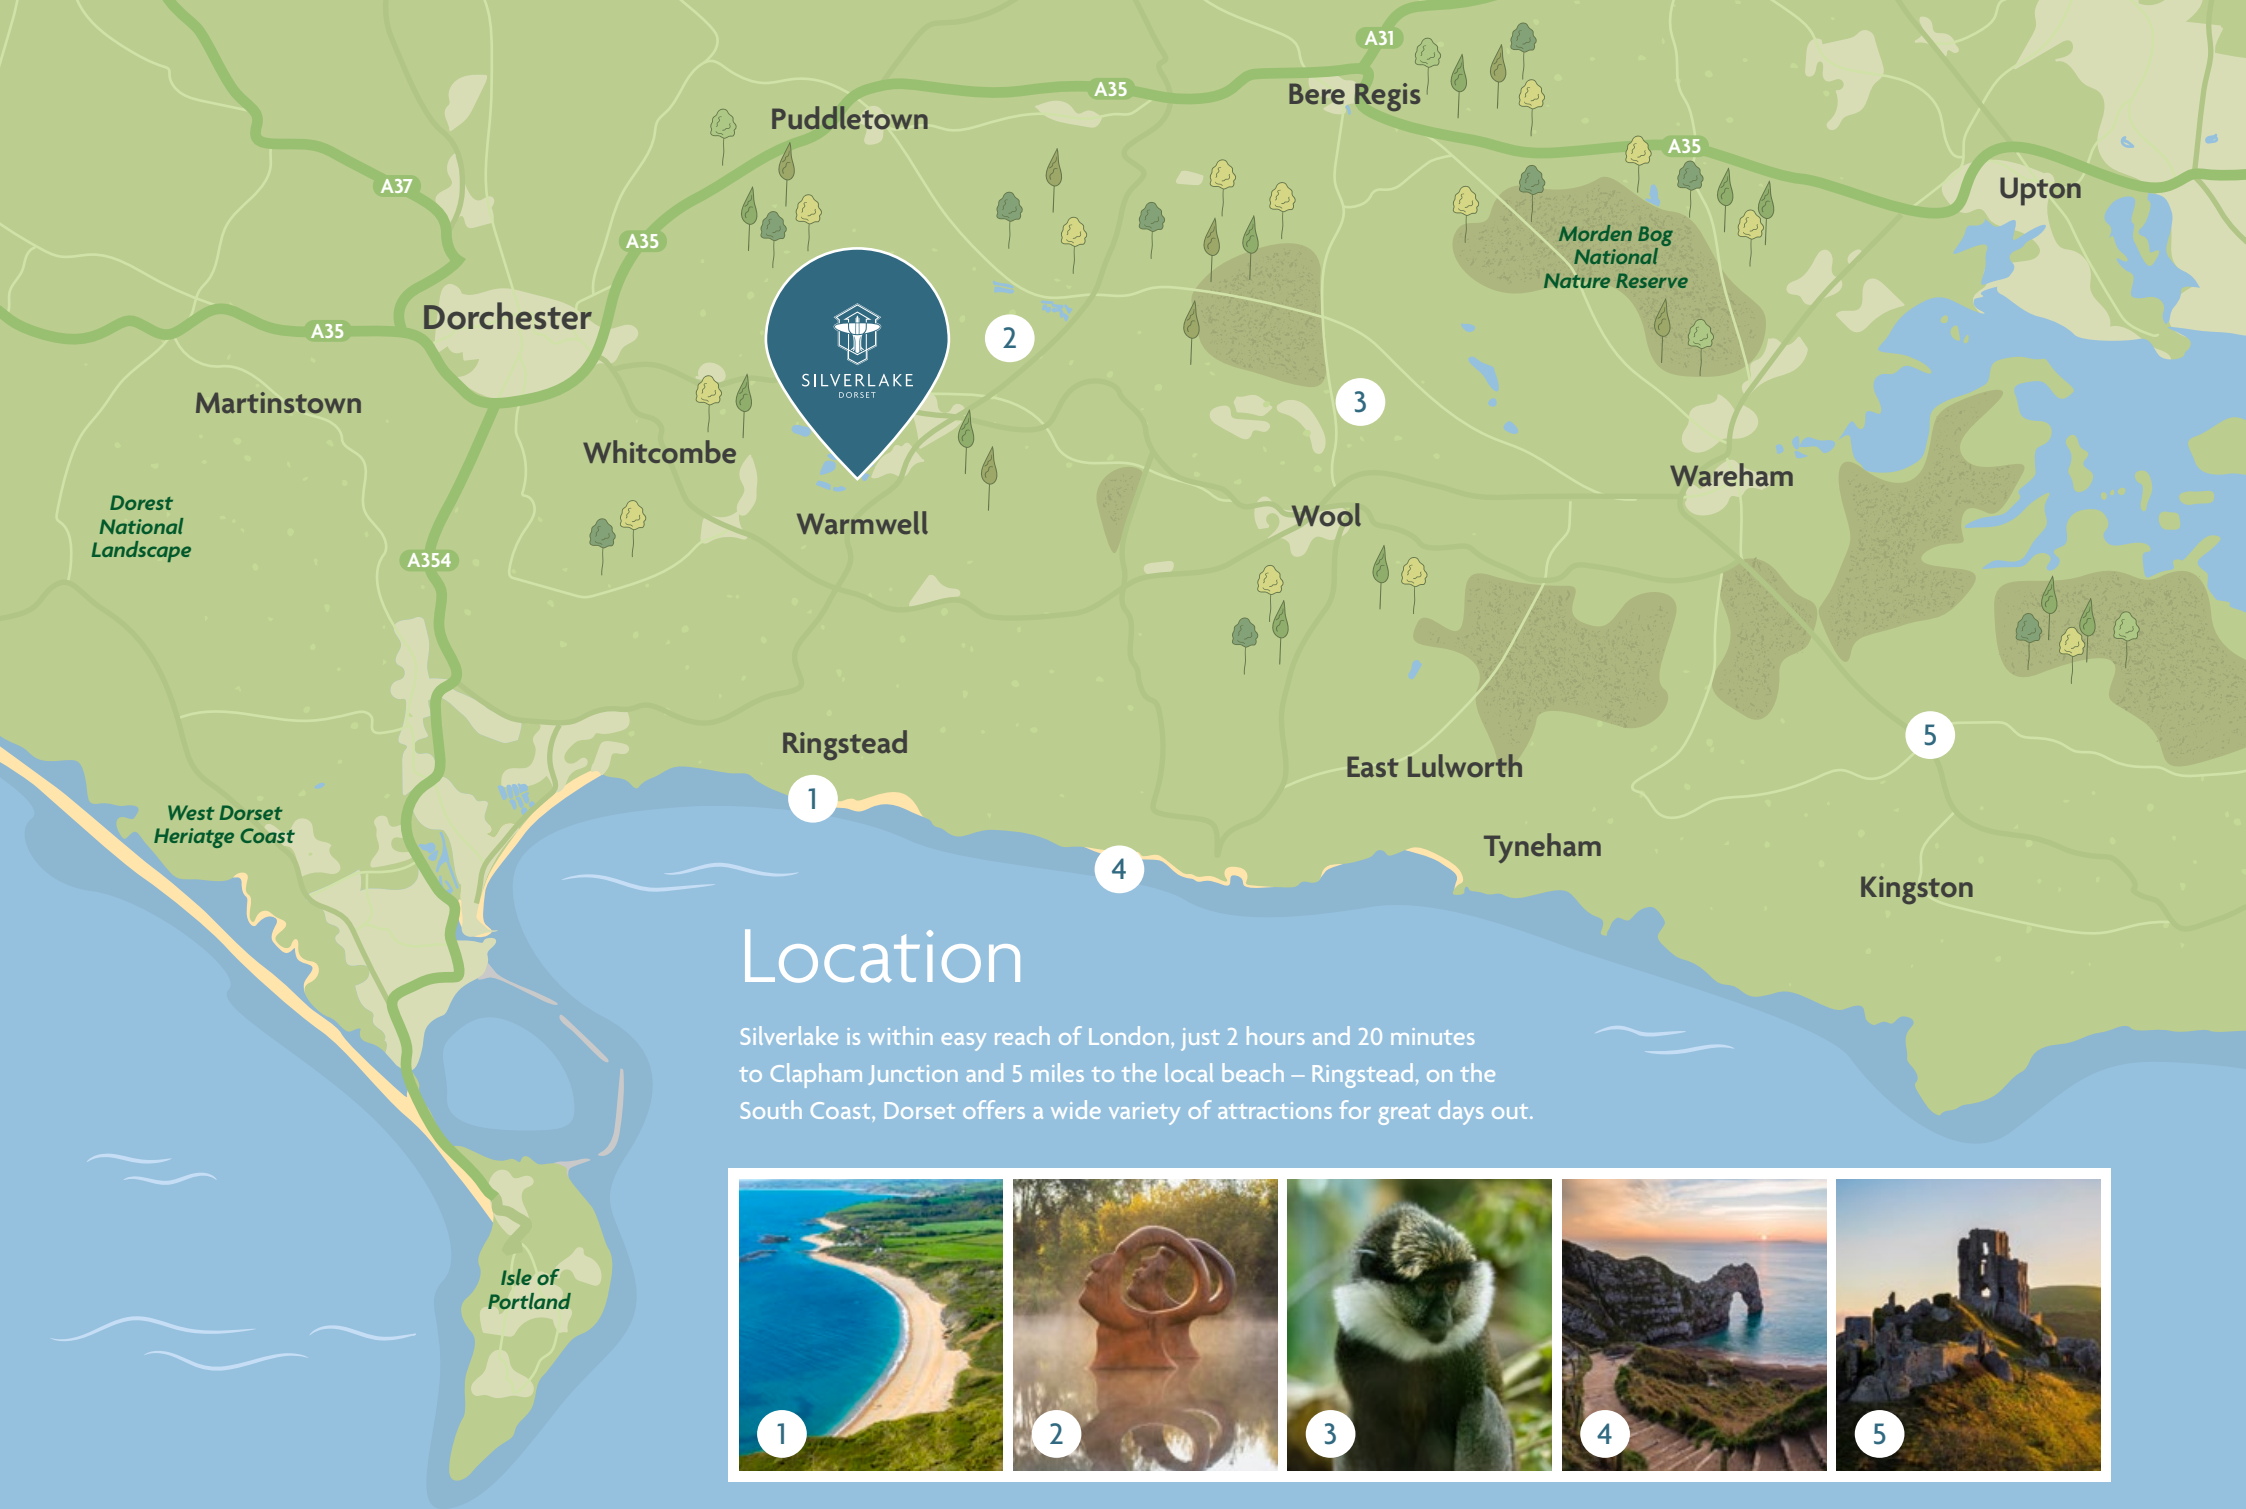 A31
A35
Bere Regis
Puddletown
A35
A37
Upton
A35
Morden Bog
National
Nature Reserve
Dorchester
A35
2
SILVERLAKE
DORSET
Martinstown
3
Whitcombe
Wareham
Dorest
National
Landscape
Warmwell
Wool
A354
Ringstead
5
East Lulworth
1
West Dorset
Heriatge Coast
Tyneham
4
Kingston
Location
Silverlake is within easy reach of London, just 2 hours and 20 minutes
to Clapham Junction and 5 miles to the local beach – Ringstead, on the
South Coast, Dorset offers a wide variety of attractions for great days out.
Isle of
Portland
1
2
3
4
5